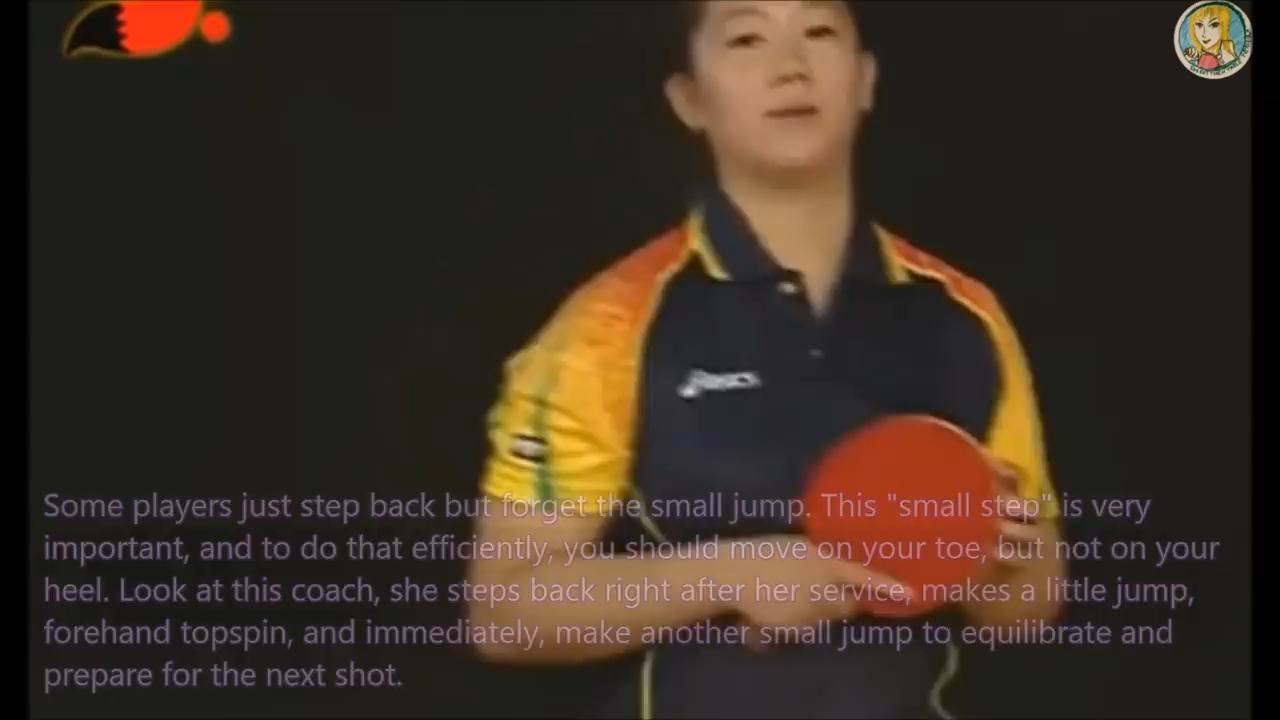 asics
Some players just step back but forget the small jump. This "small step" is very
important, and to do that efficiently, you should move on your toe, but not on your
heel. Look at this coach, she steps back right after her service, makes a little jump,
forehand topspin, and immediately, make another small jump to equilibrate and
prepare for the next shot.